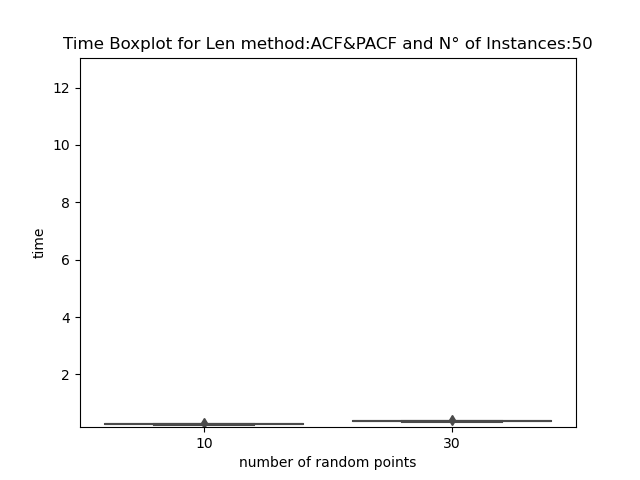 Time Boxplot for Len method:ACF&PACF and N° of Instances:50
12
10
8
6
4
2
time
10 30
number of random points